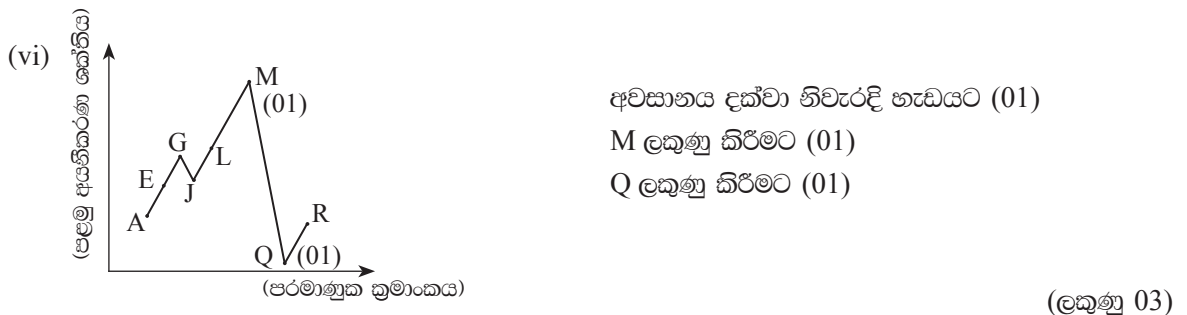 (vi)
(පළමු අයනීකරණ ශක්තිය)
M
(01)
G
L
E
J
A
R
Q (01)
(පරමාණුක ක්‍රමාංකය)
අවසානය දක්වා නිවැරදි හැඩයට (01)
M ලකුණු කිරීමට (01)
Q ලකුණු කිරීමට (01)
(ලකුණු 03)